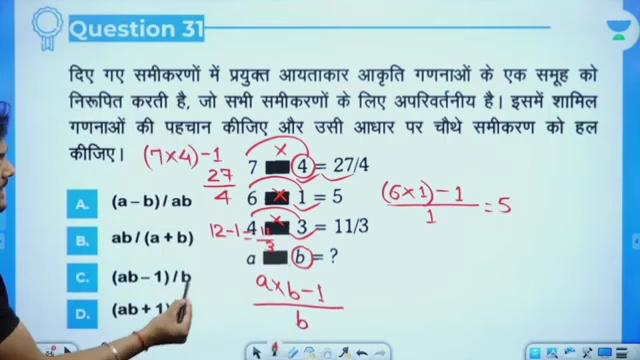 Question 31
दिए गए समीकरणों में प्रयुक्त आयताकार आकृति गणनाओं के एक समूह को
निरूपित करती है, जो सभी समीकरणों के लिए अपरिवर्तनीय है। इसमें शामिल
गणनाओं की पहचान कीजिए और उसी आधार पर चौथे समीकरण को हल
कीजिए।
(7×4)-1
27
4
×
7 ■ 4 = 27/4
6 ■ 1 = 5
×
4 ■ 3 = 11/3
×
a ■ b = ?
12-1= 11
3
(6×1)-1
1
=5
a×b-1
b
A. (a – b) / ab
B. ab / (a + b)
C. (ab – 1) / b
D. (ab + 1)